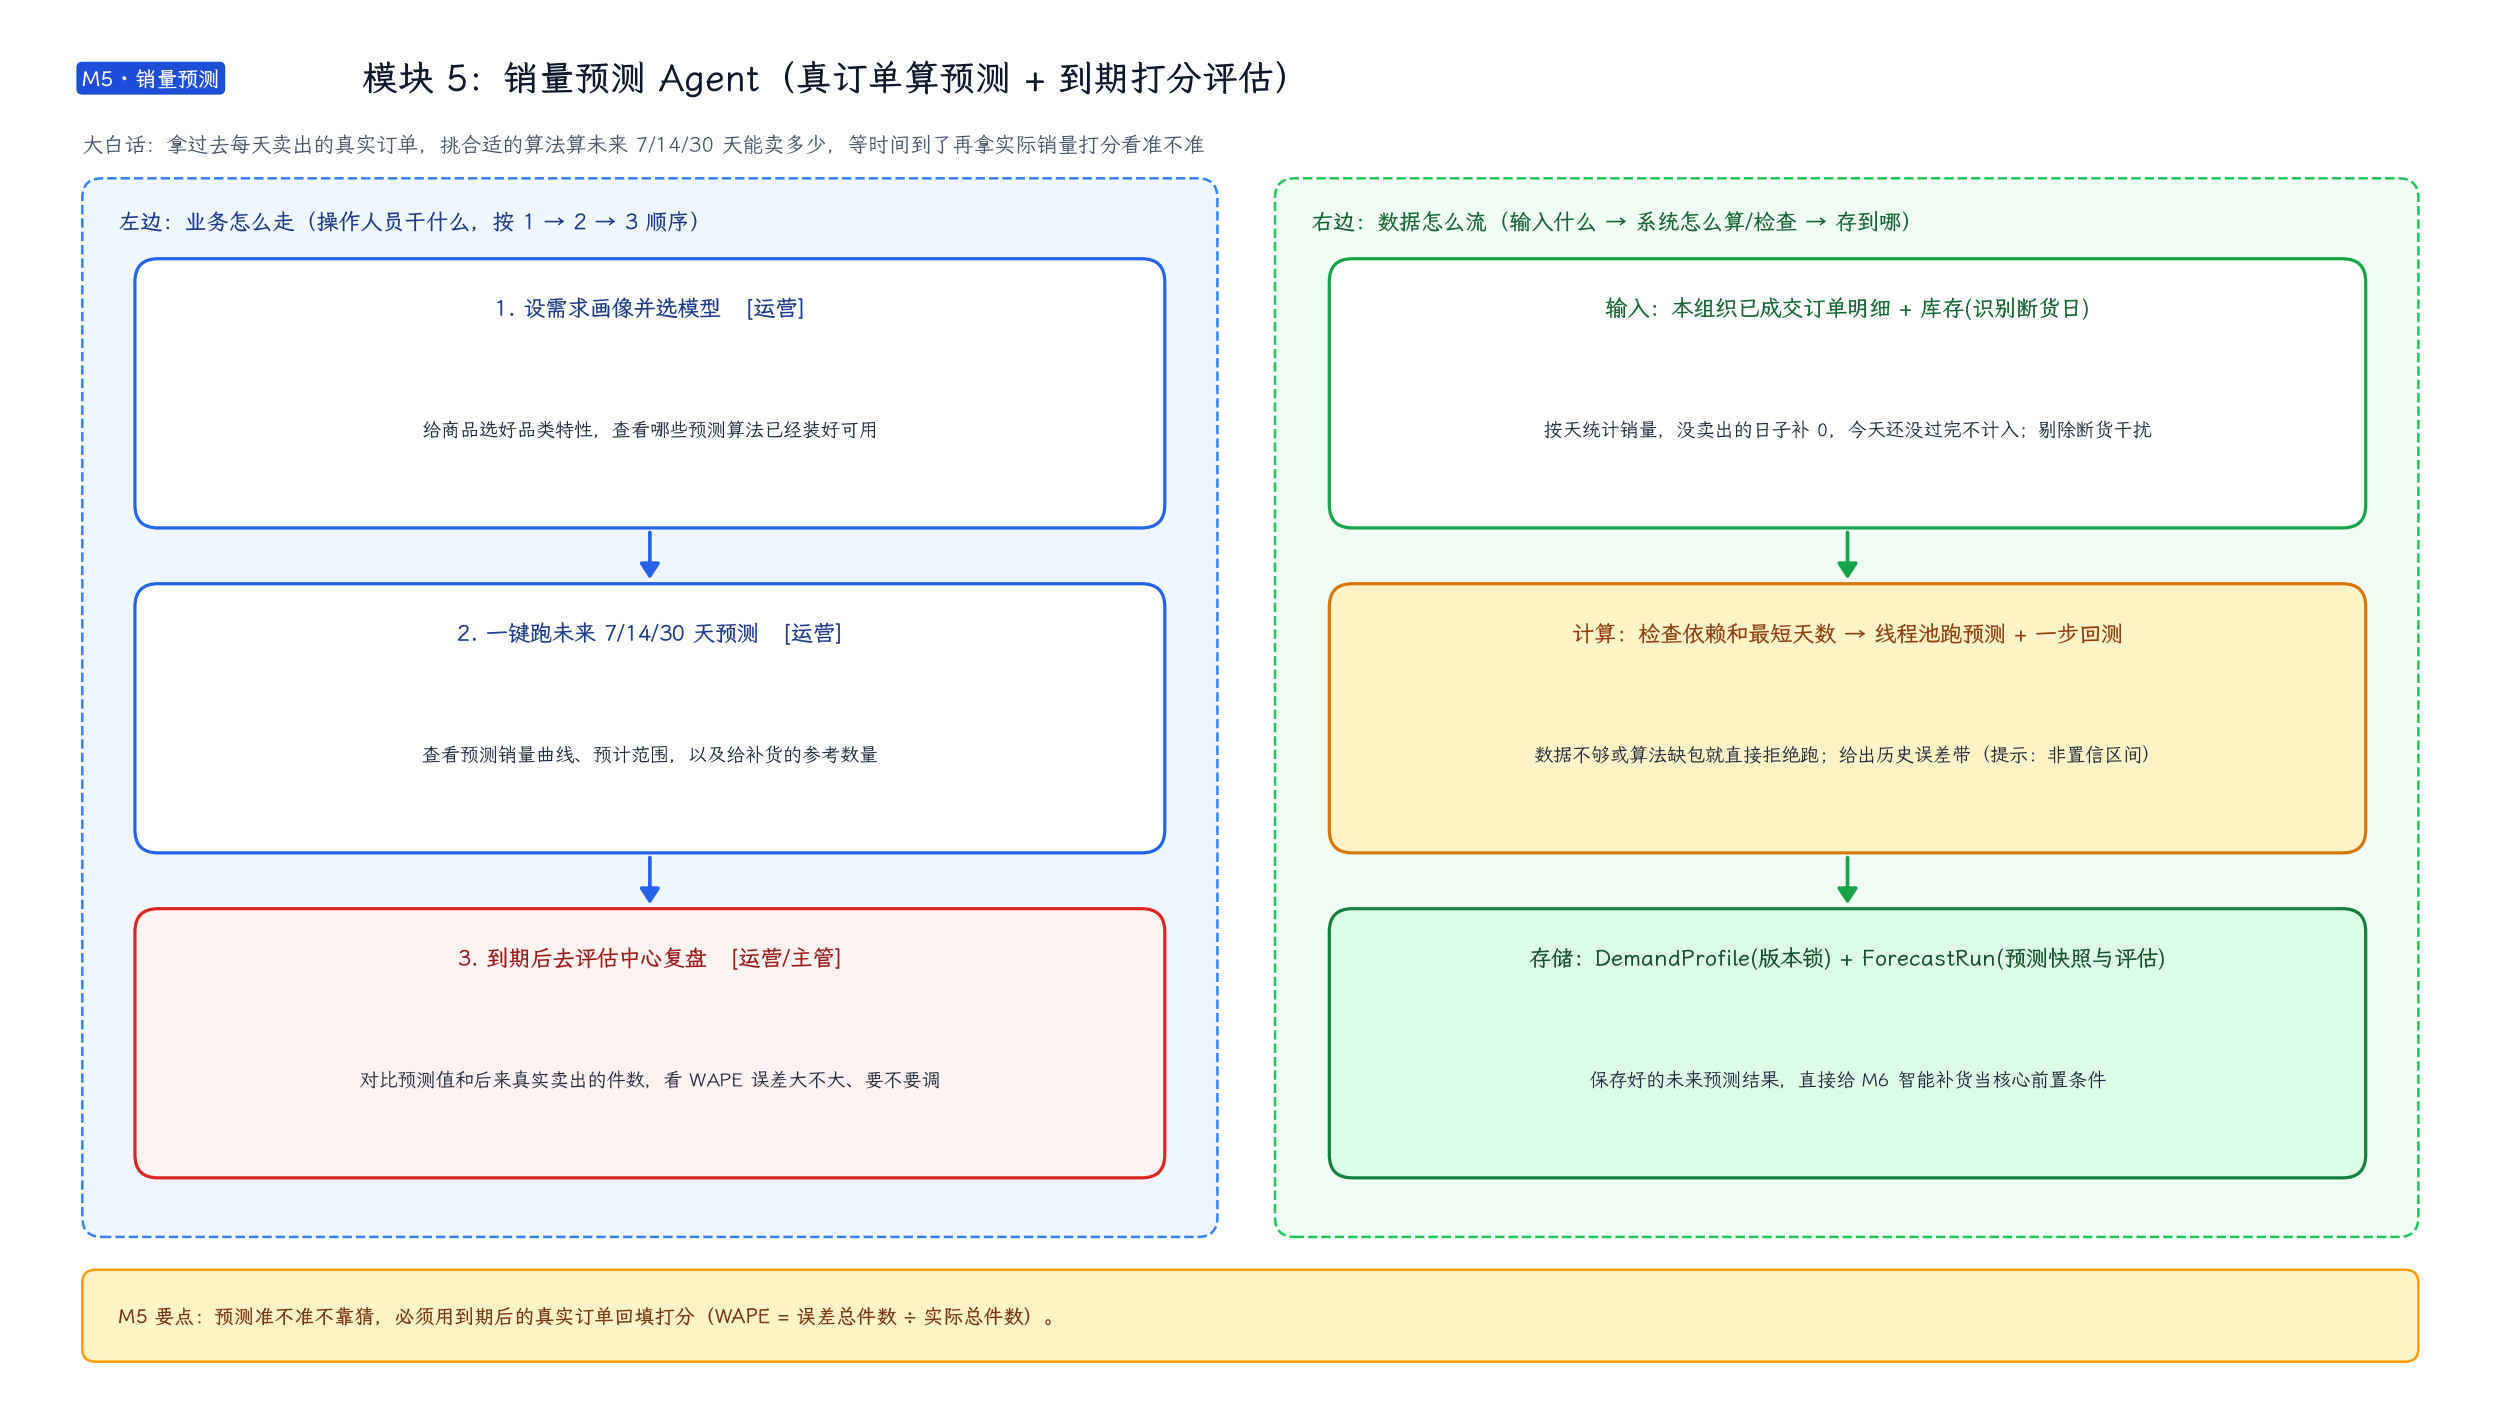 M5 · 销量预测
模块 5：销量预测 Agent（真订单算预测 + 到期打分评估）
大白话：拿过去每天卖出的真实订单，挑合适的算法算未来 7/14/30 天能卖多少，等时间到了再拿实际销量打分看准不准
左边：业务怎么走（操作人员干什么，按 1 → 2 → 3 顺序）
1. 设需求画像并选模型 [运营]
给商品选好品类特性，查看哪些预测算法已经装好可用
2. 一键跑未来 7/14/30 天预测 [运营]
查看预测销量曲线、预计范围，以及给补货的参考数量
3. 到期后去评估中心复盘 [运营/主管]
对比预测值和后来真实卖出的件数，看 WAPE 误差大不大、要不要调
右边：数据怎么流（输入什么 → 系统怎么算/检查 → 存到哪）
输入：本组织已成交订单明细 + 库存(识别断货日)
按天统计销量，没卖出的日子补 0，今天还没过完不计入；剔除断货干扰
计算：检查依赖和最短天数 → 线程池跑预测 + 一步回测
数据不够或算法缺包就直接拒绝跑；给出历史误差带（提示：非置信区间）
存储：DemandProfile(版本锁) + ForecastRun(预测快照与评估)
保存好的未来预测结果，直接给 M6 智能补货当核心前置条件
M5 要点：预测准不准不靠猜，必须用到期后的真实订单回填打分（WAPE = 误差总件数 ÷ 实际总件数）。